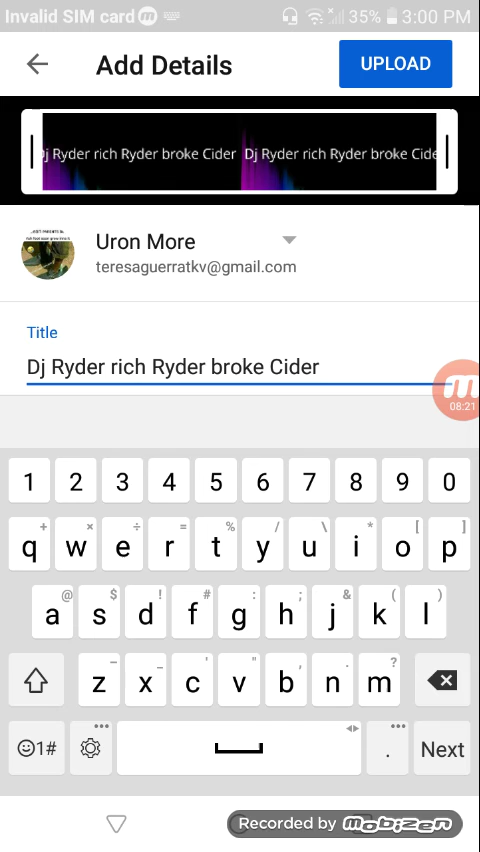 Invalid SIM card 35% 3:00 PM
Add Details
UPLOAD
Dj Ryder rich Ryder broke Cider Dj Ryder rich Ryder broke Cide
Uron More
teresaguerratkv@gmail.com
Title
Dj Ryder rich Ryder broke Cider
08:21
1 2 3 4 5 6 7 8 9 0
+ × ÷ = % / \ * [ ]
q w e r t y u i o p
@ $ ! # : ; & ( )
a s d f g h j k l
– _ ' " , . ?
z x c v b n m
☺1# . Next
Recorded by Mobizen